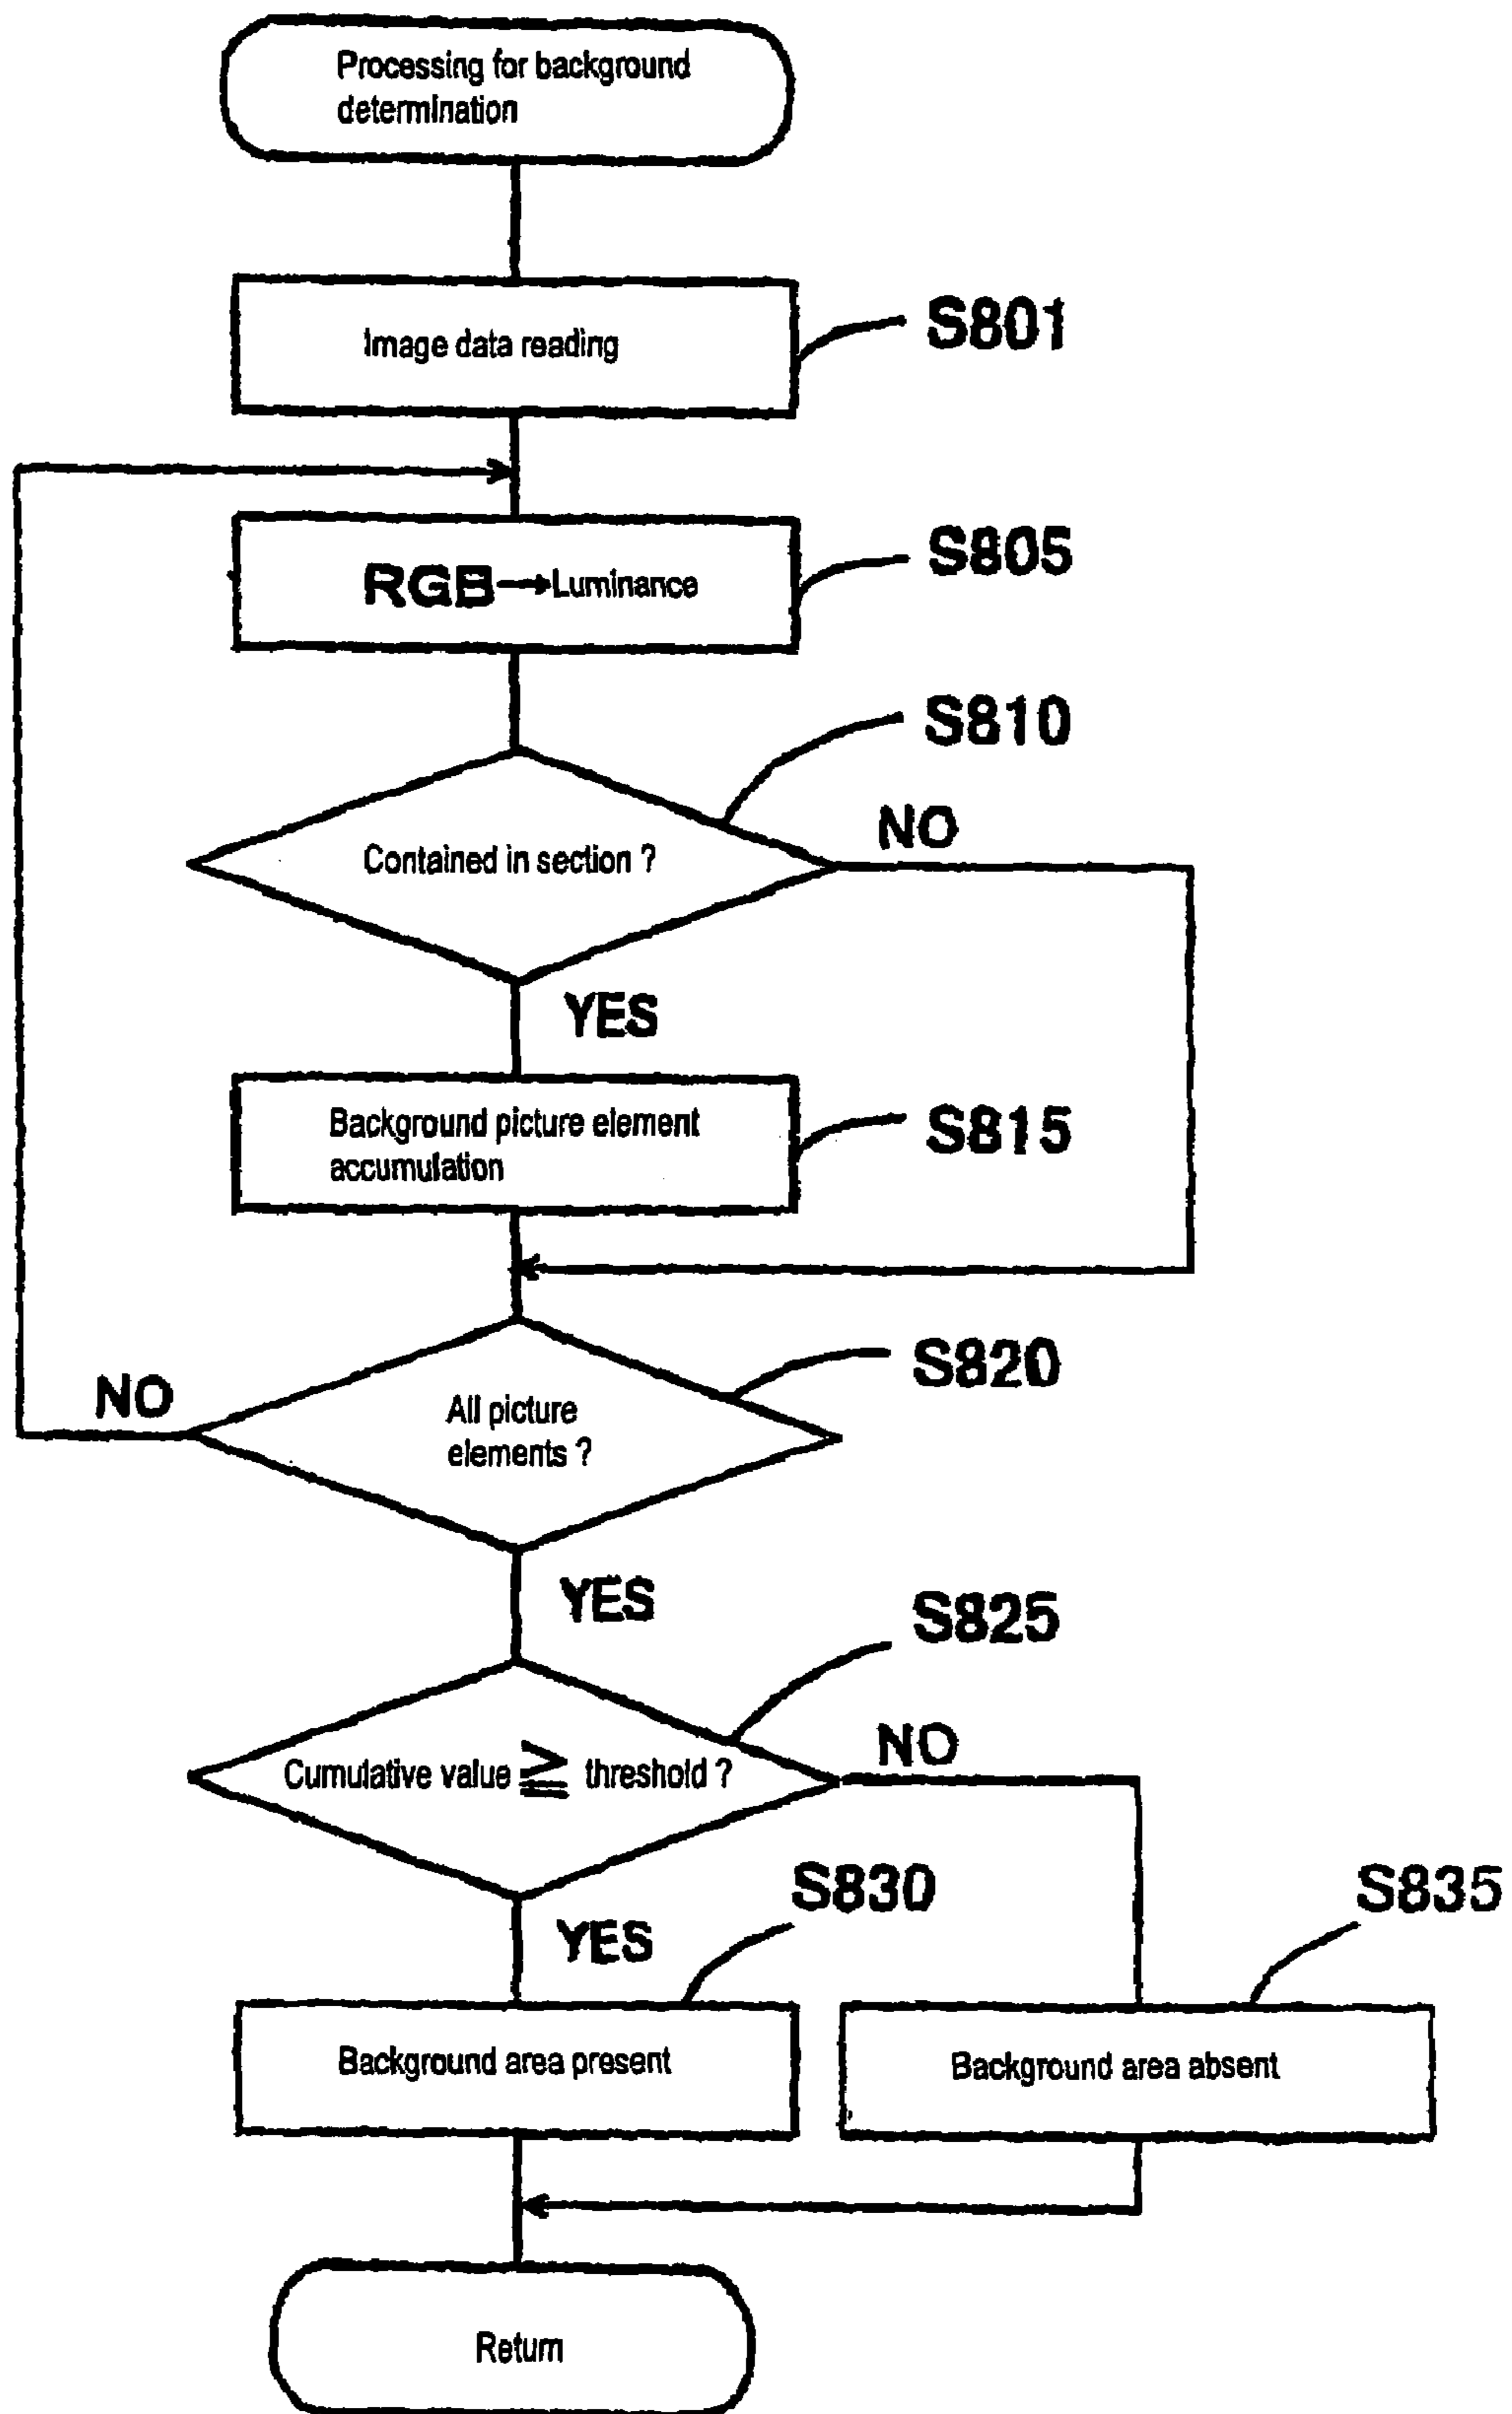 Processing for background
determination
Image data reading
S801
RGB→Luminance
S805
S810
Contained in section ?
NO
YES
Background picture element
accumulation
S815
S820
NO
All picture
elements ?
YES
S825
Cumulative value ≧ threshold ?
NO
YES
S830
S835
Background area present
Background area absent
Return